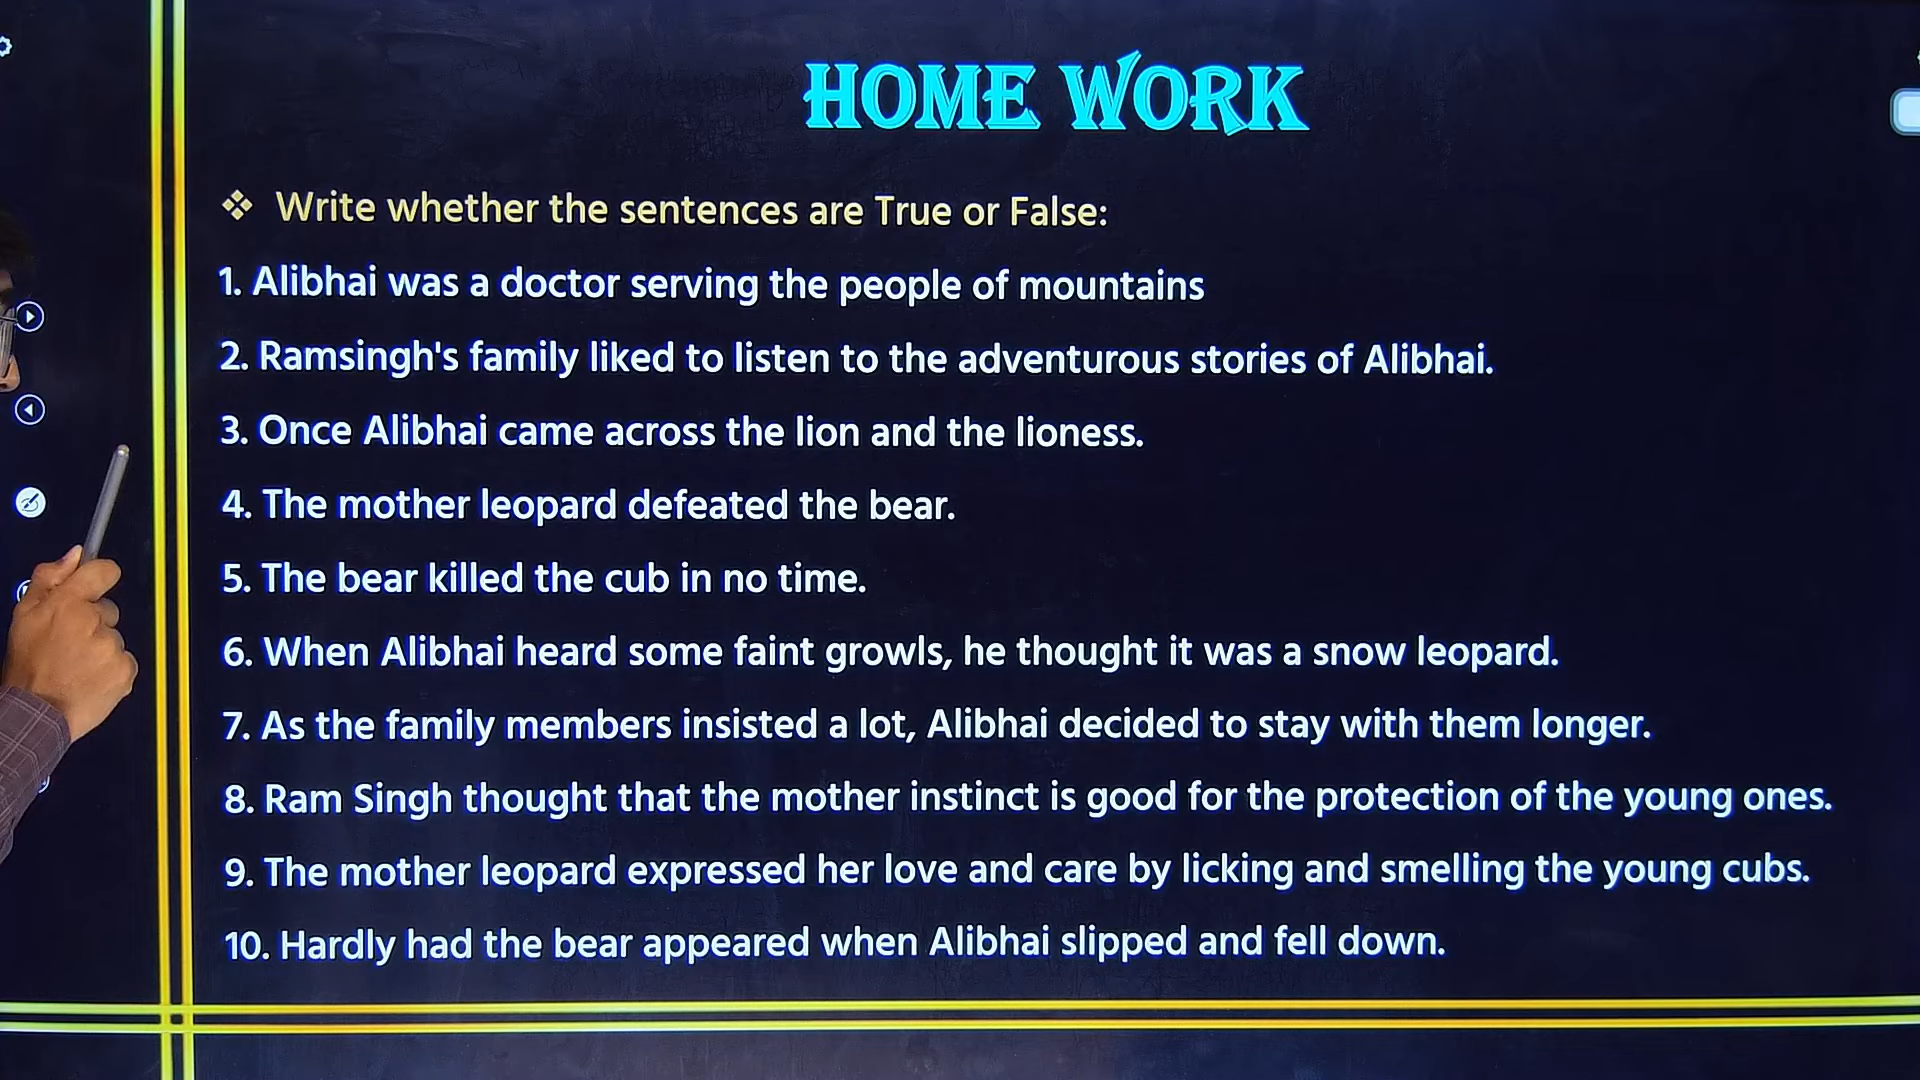 HOME WORK
❖ Write whether the sentences are True or False:
1. Alibhai was a doctor serving the people of mountains
2. Ramsingh's family liked to listen to the adventurous stories of Alibhai.
3. Once Alibhai came across the lion and the lioness.
4. The mother leopard defeated the bear.
5. The bear killed the cub in no time.
6. When Alibhai heard some faint growls, he thought it was a snow leopard.
7. As the family members insisted a lot, Alibhai decided to stay with them longer.
8. Ram Singh thought that the mother instinct is good for the protection of the young ones.
9. The mother leopard expressed her love and care by licking and smelling the young cubs.
10. Hardly had the bear appeared when Alibhai slipped and fell down.